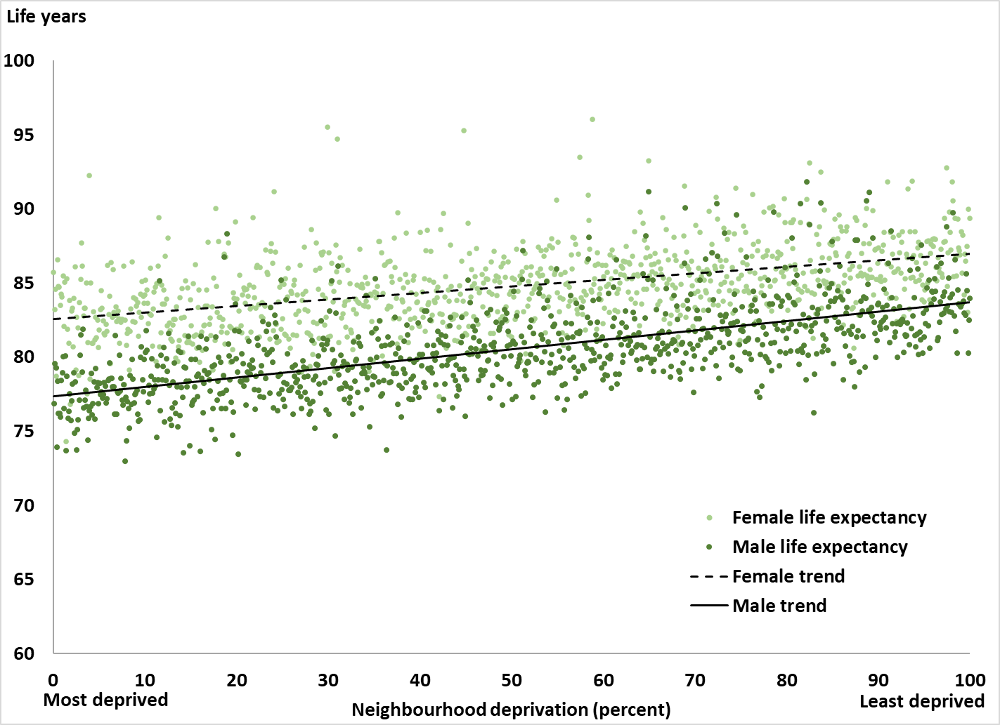 Life years
100
95
90
85
80
75
70
65
60
0 10 20 30 40 50 60 70 80 90 100
Most deprived Neighbourhood deprivation (percent) Least deprived
Female life expectancy
Male life expectancy
Female trend
Male trend